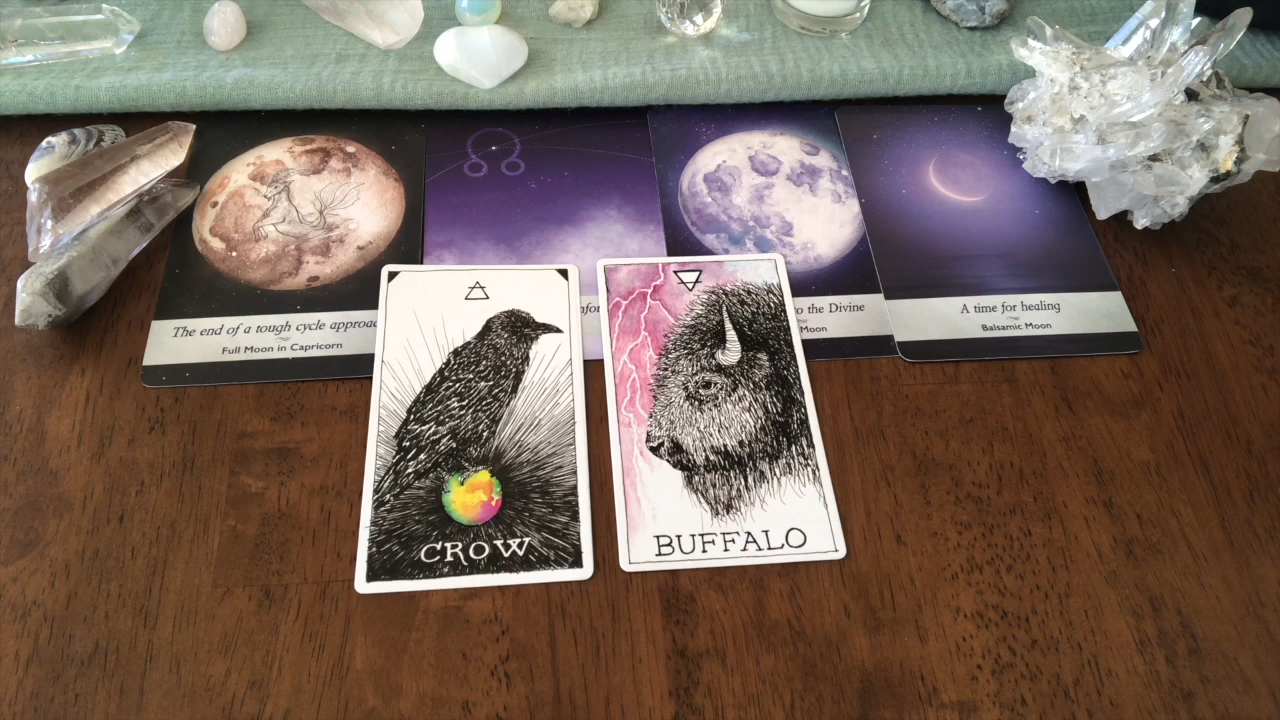 The end of a tough cycle
Full Moon in Capricorn
to the Divine
Moon
A time for healing
Balsamic Moon
CROW
BUFFALO